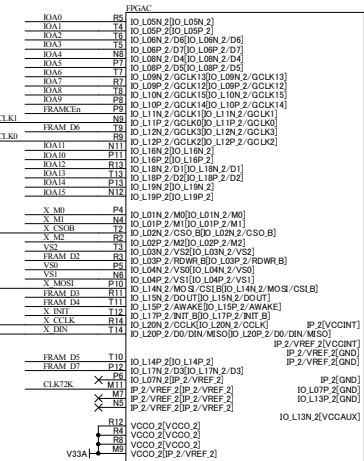 FPGAC
IOA0 R5 IO_L05N_2[IO_L05N_2]
IOA1 T4 IO_L05P_2[IO_L05P_2]
IOA2 T6 IO_L06N_2/D6[IO_L06N_2/D6]
IOA3 T5 IO_L06P_2/D7[IO_L06P_2/D7]
IOA4 N8 IO_L08N_2/D4[IO_L08N_2/D4]
IOA5 P7 IO_L08P_2/D5[IO_L08P_2/D5]
IOA6 T7 IO_L09N_2/GCLK13[IO_L09N_2/GCLK13]
IOA7 R7 IO_L09P_2/GCLK12[IO_L09P_2/GCLK12]
IOA8 T8 IO_L10N_2/GCLK15[IO_L10N_2/GCLK15]
IOA9 P8 IO_L10P_2/GCLK14[IO_L10P_2/GCLK14]
FRAMCEn P9 IO_L11N_2/GCLK1[IO_L11N_2/GCLK1]
CLK1 N9 IO_L11P_2/GCLK0[IO_L11P_2/GCLK0]
FRAM D6 T9 IO_L12N_2/GCLK3[IO_L12N_2/GCLK3]
CLK0 R9 IO_L12P_2/GCLK2[IO_L12P_2/GCLK2]
IOA11 N11 IO_L16N_2[IO_L16N_2]
IOA10 P11 IO_L16P_2[IO_L16P_2]
IOA12 R13 IO_L18N_2/D1[IO_L18N_2/D1]
IOA13 T13 IO_L18P_2/D2[IO_L18P_2/D2]
IOA14 P13 IO_L19N_2[IO_L19N_2]
IOA15 N12 IO_L19P_2[IO_L19P_2]
X_M0 P4 IO_L01N_2/M0[IO_L01N_2/M0]
X_M1 N4 IO_L01P_2/M1[IO_L01P_2/M1]
X_CSOB T2 IO_L02N_2/CSO_B[IO_L02N_2/CSO_B]
X_M2 R2 IO_L02P_2/M2[IO_L02P_2/M2]
VS2 T3 IO_L03N_2/VS2[IO_L03N_2/VS2]
FRAM D2 R3 IO_L03P_2/RDWR_B[IO_L03P_2/RDWR_B]
VS0 P5 IO_L04N_2/VS0[IO_L04N_2/VS0]
VS1 N6 IO_L04P_2/VS1[IO_L04P_2/VS1]
X_MOSI P10 IO_L14N_2/MOSI/CSI_B[IO_L14N_2/MOSI/CSI_B]
FRAM D3 R11 IO_L15N_2/DOUT[IO_L15N_2/DOUT]
FRAM D4 T11 IO_L15P_2/AWAKE[IO_L15P_2/AWAKE]
X_INIT T12 IO_L17P_2/INIT_B[IO_L17P_2/INIT_B]
X_CCLK R14 IO_L20N_2/CCLK[IO_L20N_2/CCLK] IP_2[VCCINT]
X_DIN T14 IO_L20P_2/D0/DIN/MISO[IO_L20P_2/D0/DIN/MISO]
IP_2/VREF_2[VCCINT]
FRAM D5 T10 IO_L14P_2[IO_L14P_2] IP_2/VREF_2[GND]
FRAM D7 P12 IO_L17N_2/D3[IO_L17N_2/D3] IP_2/VREF_2[GND]
P6 IO_L07N_2[IP_2/VREF_2] IP_2[GND]
CLK72K M11 IP_2/VREF_2[IP_2/VREF_2] IO_L07P_2[GND]
M7 IP_2/VREF_2[IP_2/VREF_2] IO_L13P_2[GND]
N5 IP_2/VREF_2[IP_2/VREF_2]
IO_L13N_2[VCCAUX]
R12 VCCO_2[VCCO_2]
R4 VCCO_2[VCCO_2]
R8 VCCO_2[VCCO_2]
V33A M9 VCCO_2[IP_2/VREF_2]